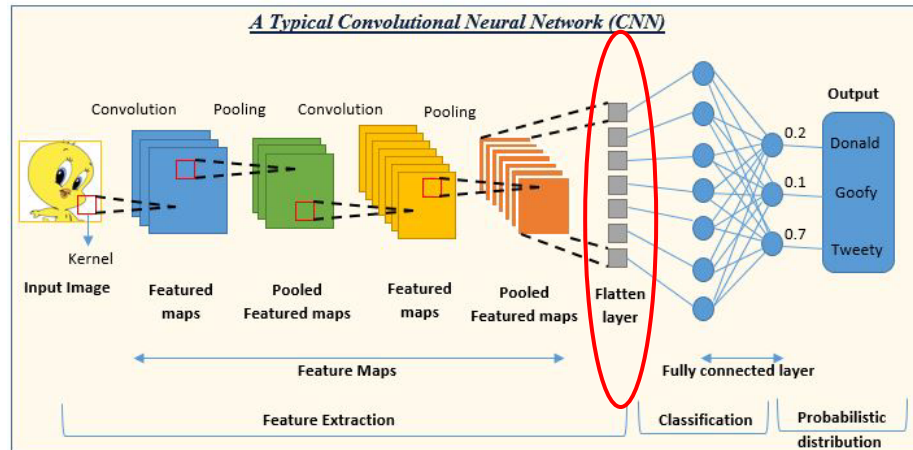 A Typical Convolutional Neural Network (CNN)
Convolution
Pooling
Convolution
Pooling
Output
0.2
Donald
0.1
Goofy
0.7
Tweety
Kernel
Input Image
Featured
maps
Pooled
Featured maps
Featured
maps
Pooled
Featured maps
Flatten
layer
Feature Maps
Fully connected layer
Feature Extraction
Classification
Probabilistic
distribution